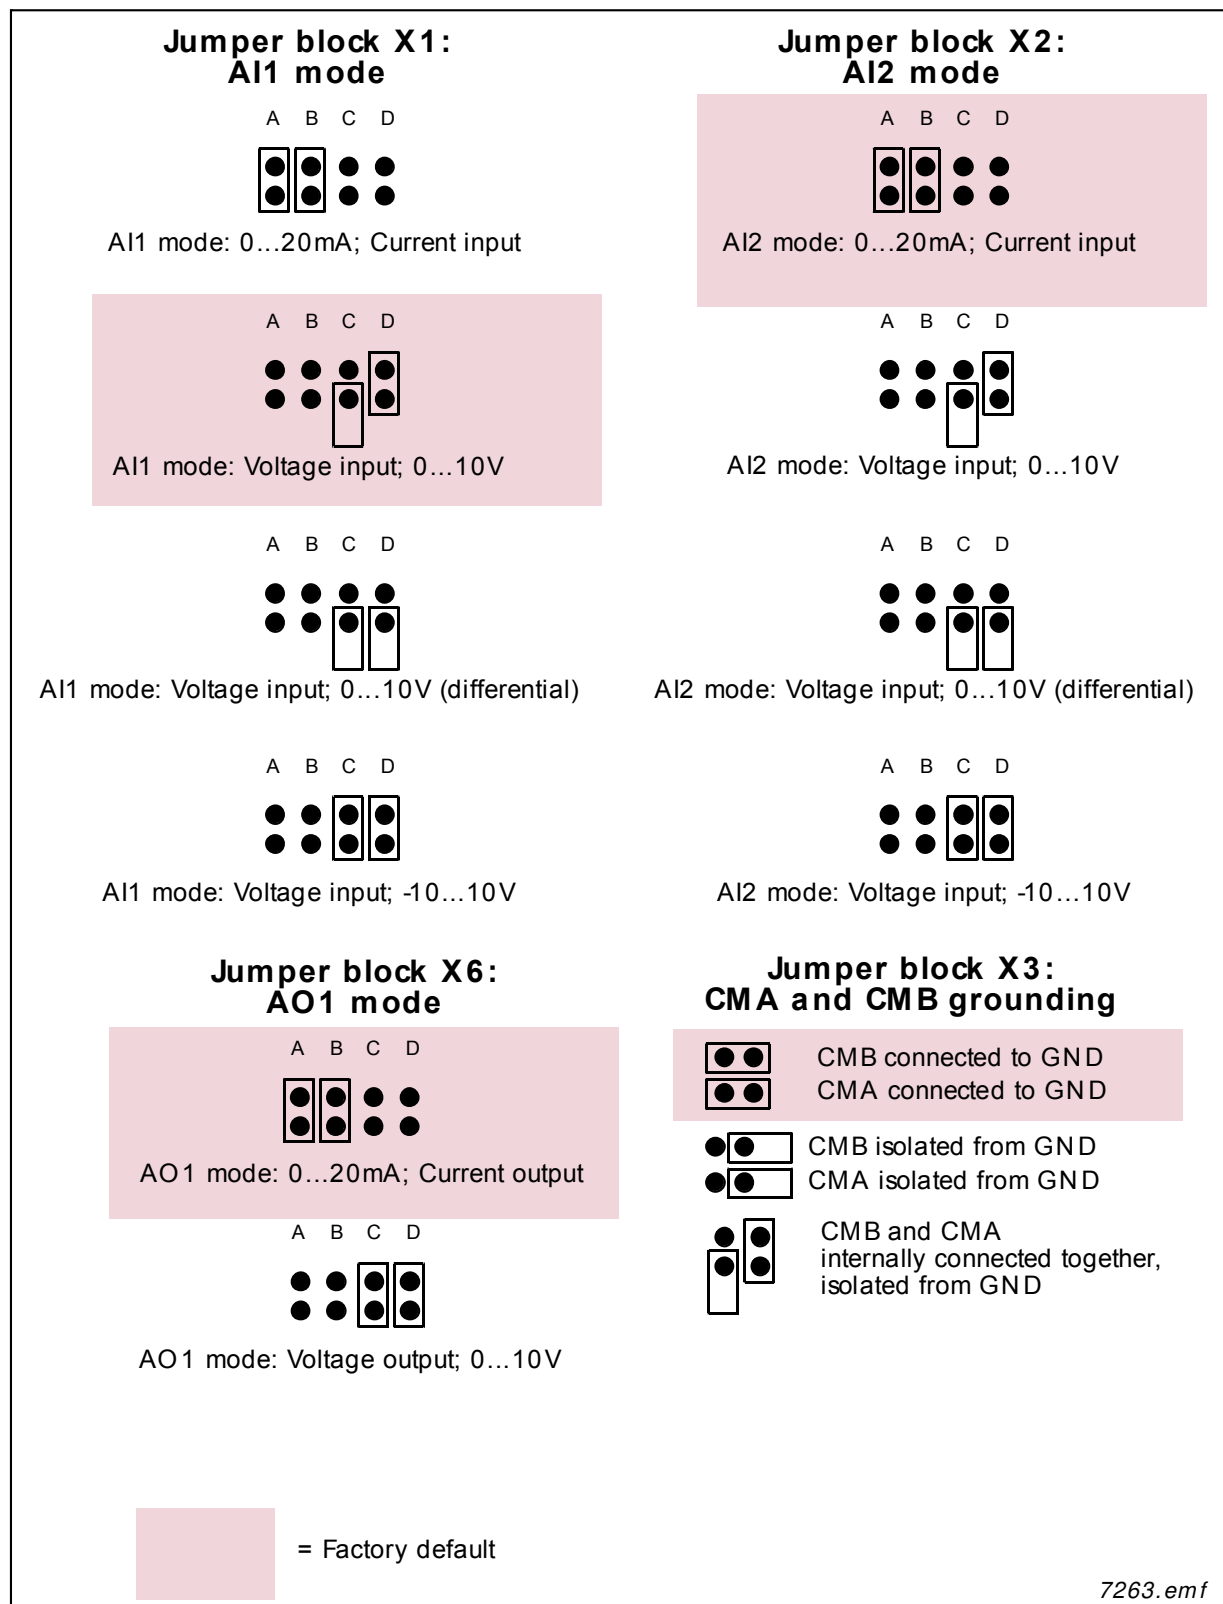 Jumper block X1:
AI1 mode
A B C D
AI1 mode: 0...20mA; Current input
A B C D
AI1 mode: Voltage input; 0...10V
A B C D
AI1 mode: Voltage input; 0...10V (differential)
A B C D
AI1 mode: Voltage input; -10...10V
Jumper block X2:
AI2 mode
A B C D
AI2 mode: 0...20mA; Current input
A B C D
AI2 mode: Voltage input; 0...10V
A B C D
AI2 mode: Voltage input; 0...10V (differential)
A B C D
AI2 mode: Voltage input; -10...10V
Jumper block X6:
AO1 mode
A B C D
AO1 mode: 0...20mA; Current output
A B C D
AO1 mode: Voltage output; 0...10V
Jumper block X3:
CMA and CMB grounding
CMB connected to GND
CMA connected to GND
CMB isolated from GND
CMA isolated from GND
CMB and CMA
internally connected together,
isolated from GND
= Factory default
7263.emf